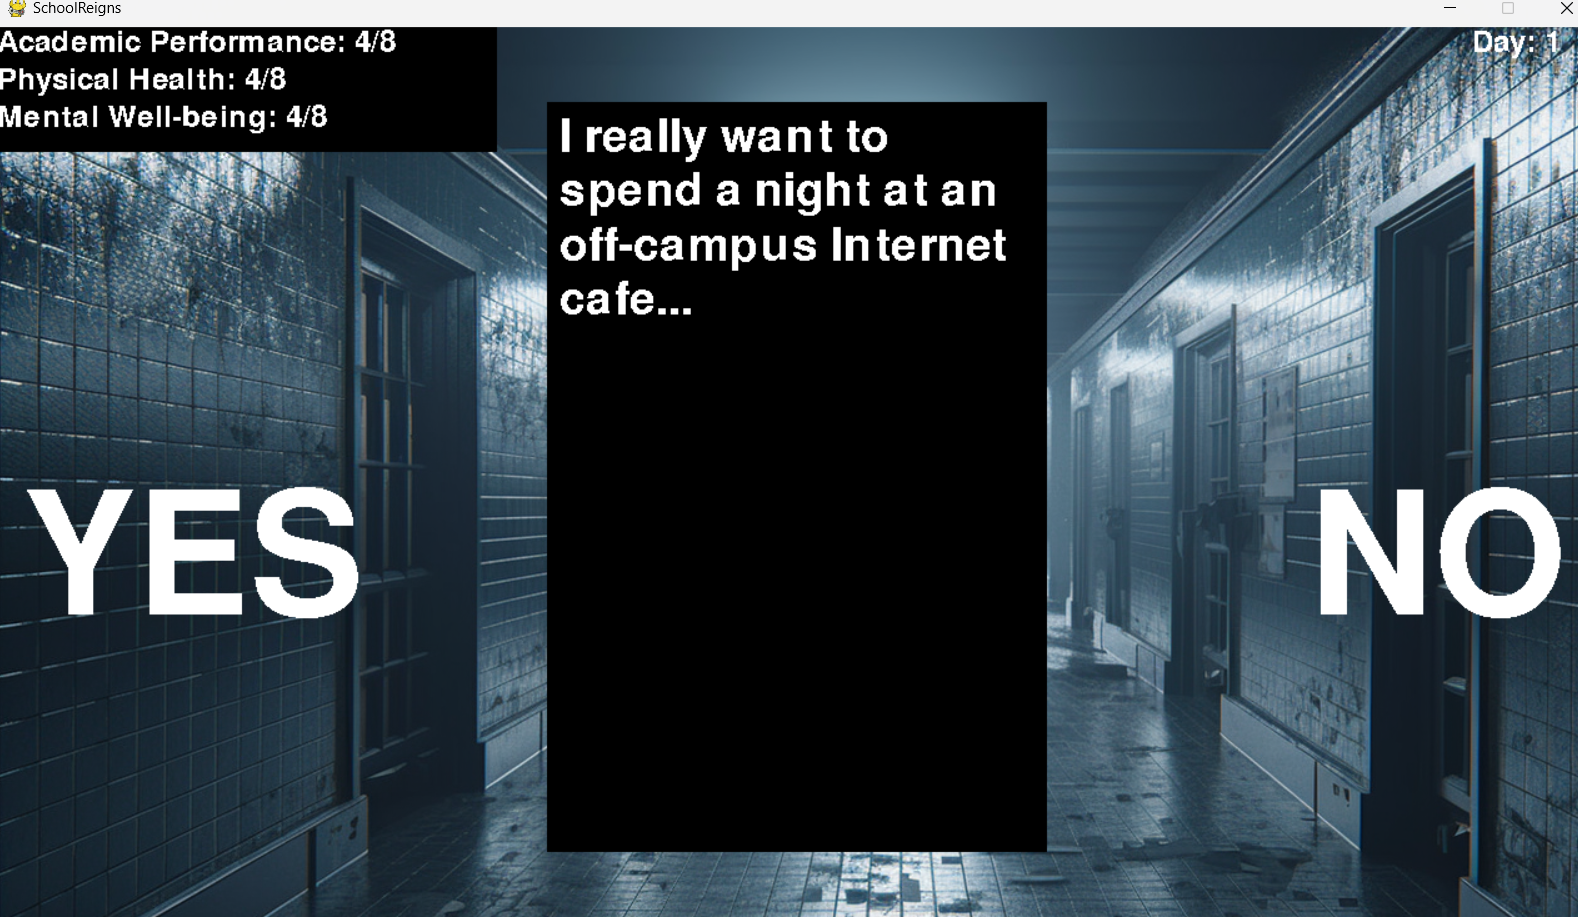 SchoolReigns
Academic Performance: 4/8
Physical Health: 4/8
Mental Well-being: 4/8
Day: 1
I really want to
spend a night at an
off-campus Internet
cafe...
YES
NO